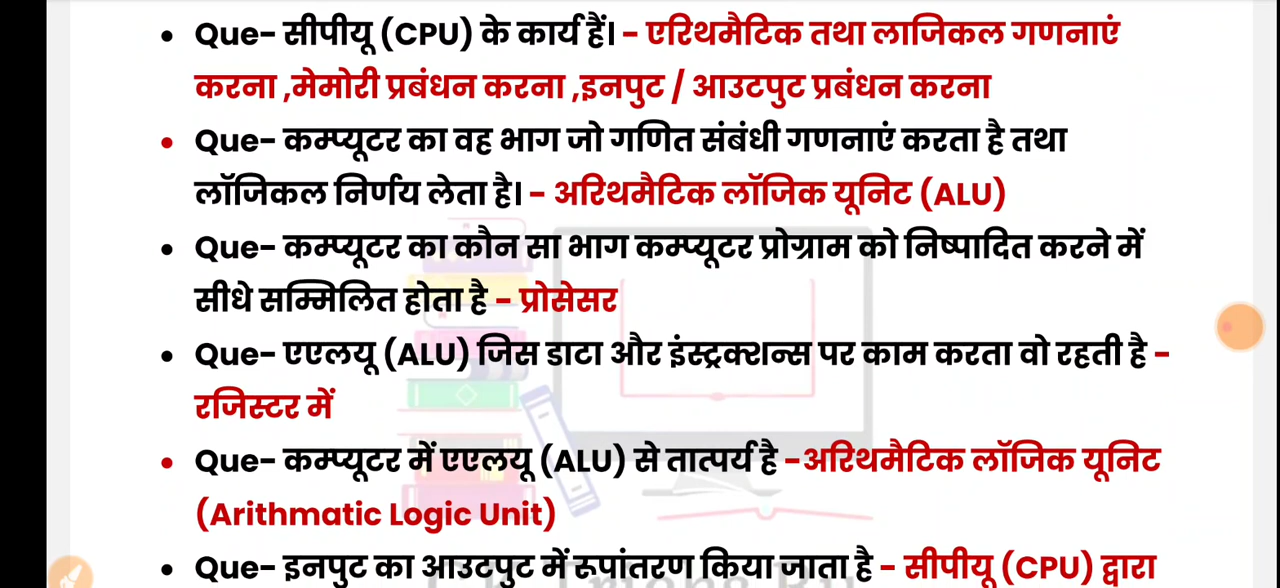 • Que- सीपीयू (CPU) के कार्य हैं। - एरिथमैटिक तथा लाजिकल गणनाएं
करना ,मेमोरी प्रबंधन करना ,इनपुट / आउटपुट प्रबंधन करना
• Que- कम्प्यूटर का वह भाग जो गणित संबंधी गणनाएं करता है तथा
लॉजिकल निर्णय लेता है। - अरिथमैटिक लॉजिक यूनिट (ALU)
• Que- कम्प्यूटर का कौन सा भाग कम्प्यूटर प्रोग्राम को निष्पादित करने में
सीधे सम्मिलित होता है - प्रोसेसर
• Que- एएलयू (ALU) जिस डाटा और इंस्ट्रक्शन्स पर काम करता वो रहती है -
रजिस्टर में
• Que- कम्प्यूटर में एएलयू (ALU) से तात्पर्य है -अरिथमैटिक लॉजिक यूनिट
(Arithmatic Logic Unit)
• Que- इनपुट का आउटपुट में रूपांतरण किया जाता है - सीपीयू (CPU) द्वारा